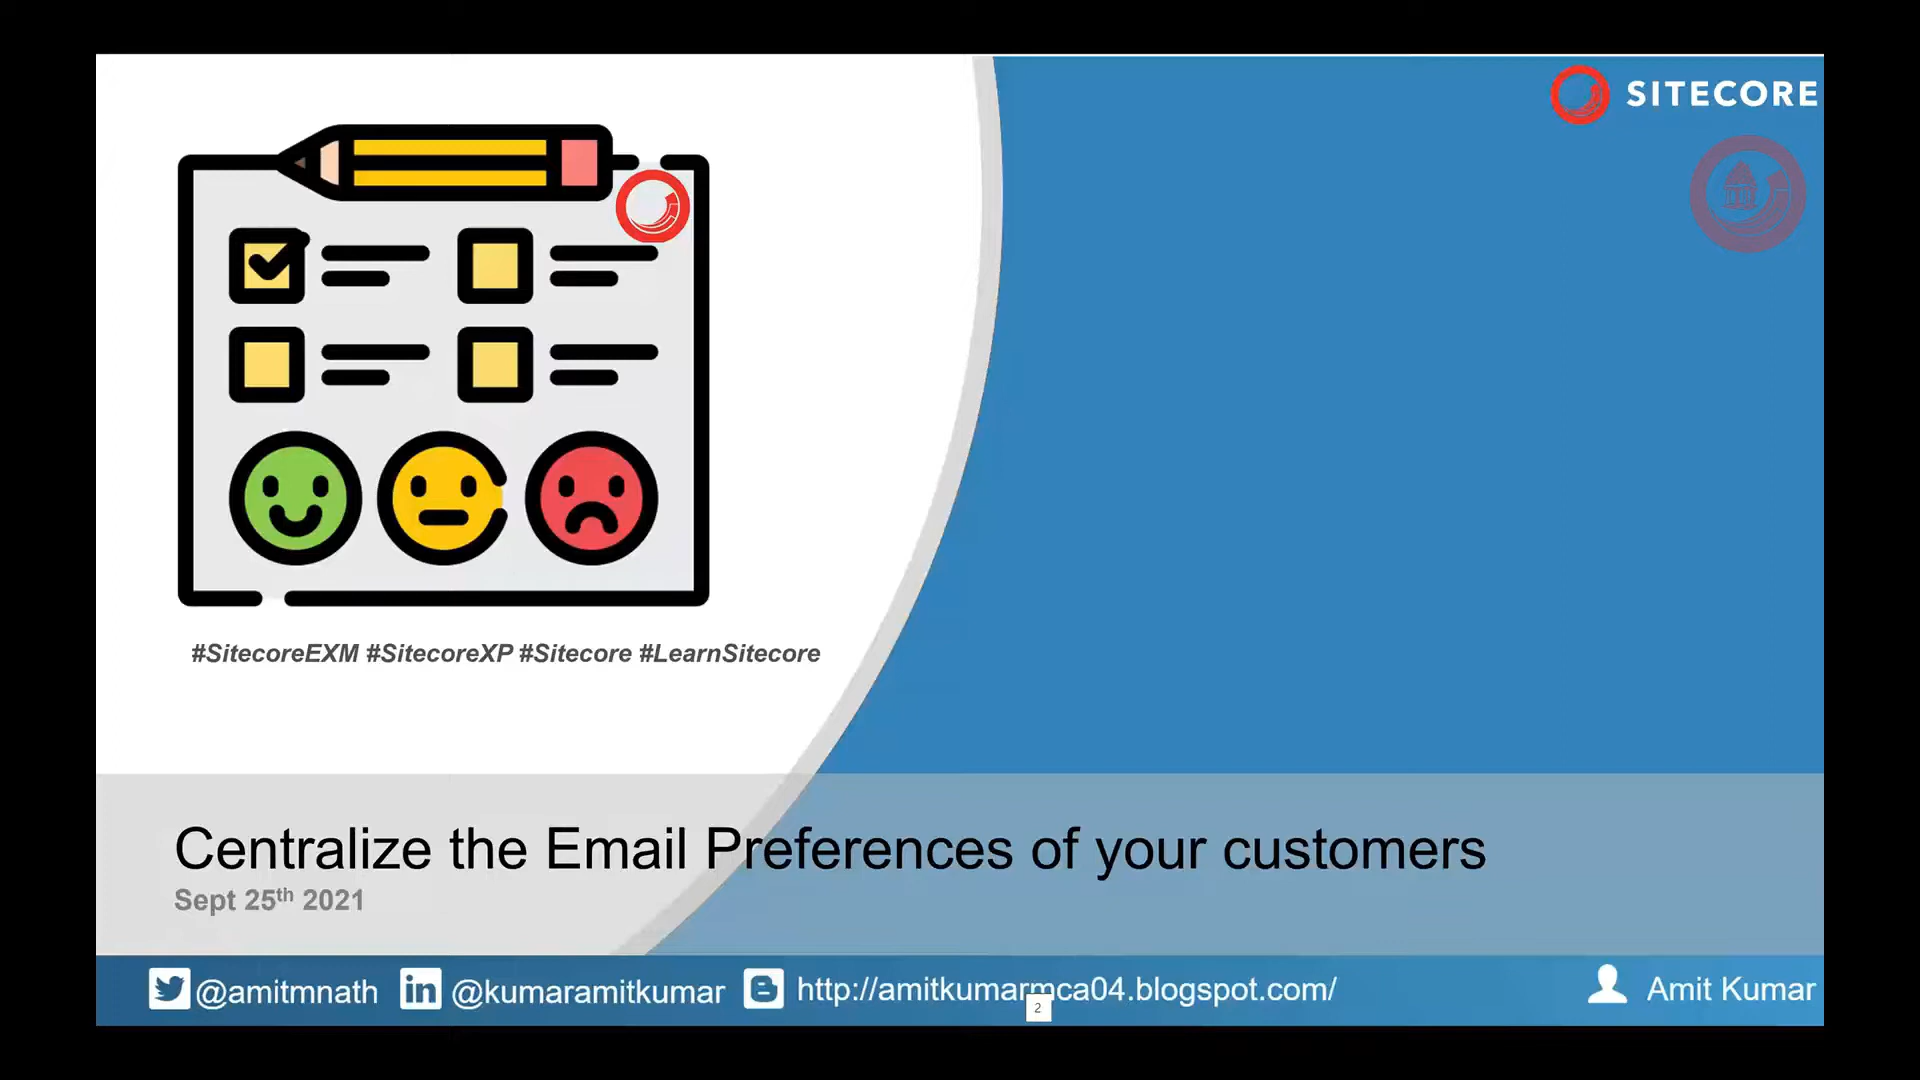 SITECORE
#SitecoreEXM #SitecoreXP #Sitecore #LearnSitecore
Centralize the Email Preferences of your customers
Sept 25th 2021
@amitmnath @kumaramitkumar http://amitkumarmca04.blogspot.com/ Amit Kumar
2